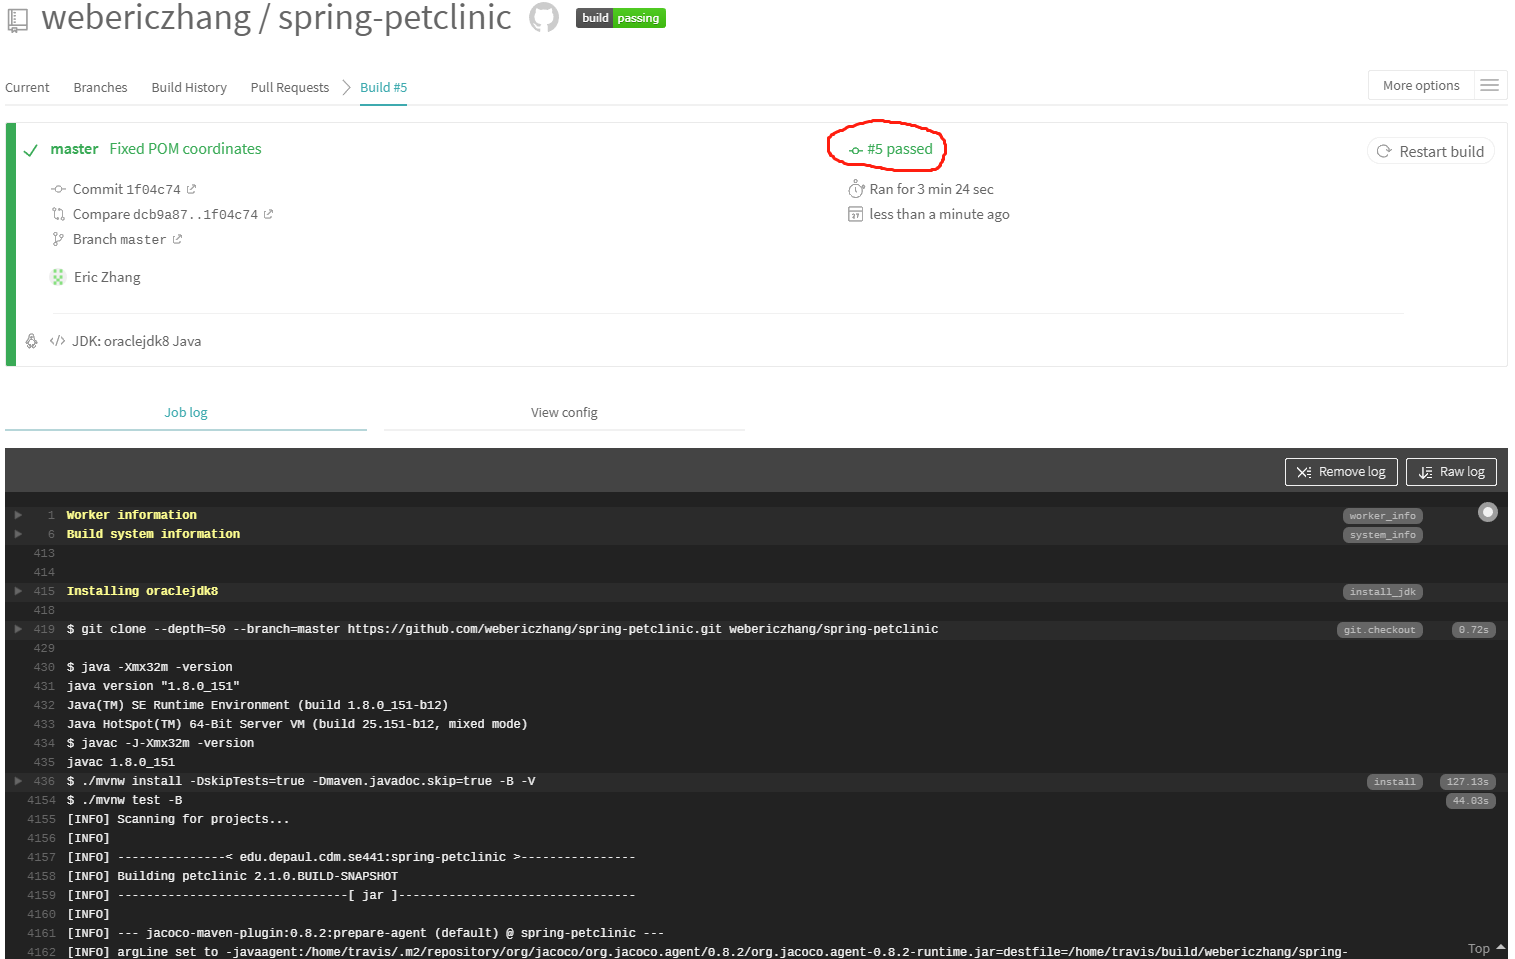 webericzhang / spring-petclinic build passing
Current Branches Build History Pull Requests Build #5 More options
master Fixed POM coordinates #5 passed Restart build
Commit 1f04c74 Ran for 3 min 24 sec
Compare dcb9a87..1f04c74 less than a minute ago
Branch master
Eric Zhang
JDK: oraclejdk8 Java
Job log View config
Remove log Raw log
1 Worker information worker_info
6 Build system information system_info
413
414
415 Installing oraclejdk8 install_jdk
418
419 $ git clone --depth=50 --branch=master https://github.com/webericzhang/spring-petclinic.git webericzhang/spring-petclinic git.checkout 0.72s
429
430 $ java -Xmx32m -version
431 java version "1.8.0_151"
432 Java(TM) SE Runtime Environment (build 1.8.0_151-b12)
433 Java HotSpot(TM) 64-Bit Server VM (build 25.151-b12, mixed mode)
434 $ javac -J-Xmx32m -version
435 javac 1.8.0_151
436 $ ./mvnw install -DskipTests=true -Dmaven.javadoc.skip=true -B -V install 127.13s
4154 $ ./mvnw test -B 44.03s
4155 [INFO] Scanning for projects...
4156 [INFO]
4157 [INFO] ---------------< edu.depaul.cdm.se441:spring-petclinic >----------------
4158 [INFO] Building petclinic 2.1.0.BUILD-SNAPSHOT
4159 [INFO] --------------------------------[ jar ]---------------------------------
4160 [INFO]
4161 [INFO] --- jacoco-maven-plugin:0.8.2:prepare-agent (default) @ spring-petclinic ---
4162 [INFO] argLine set to -javaagent:/home/travis/.m2/repository/org/jacoco/org.jacoco.agent/0.8.2/org.jacoco.agent-0.8.2-runtime.jar=destfile=/home/travis/build/webericzhang/spring- Top